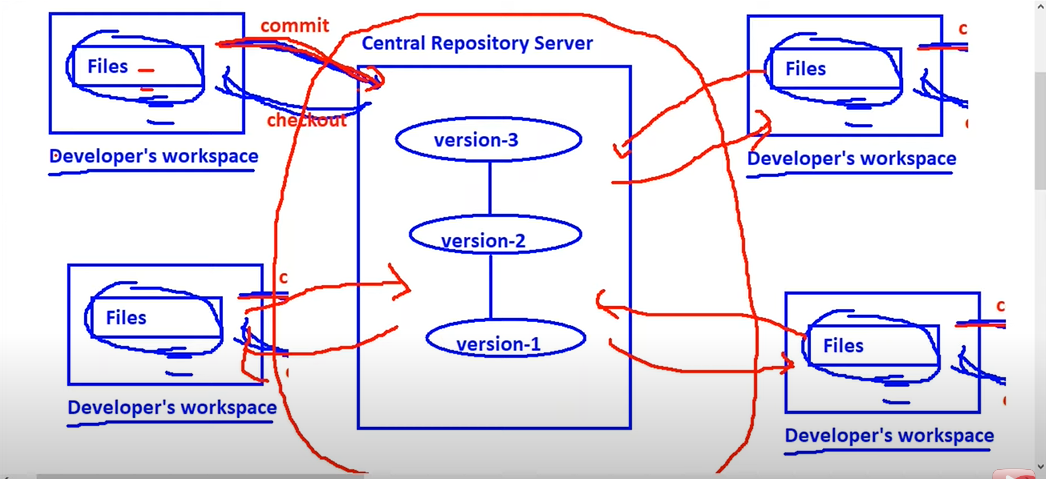 commit
Central Repository Server
Files
checkout
Developer's workspace
version-3
version-2
version-1
c
Files
Developer's workspace
c
Files
Developer's workspace
c
Files
Developer's workspace